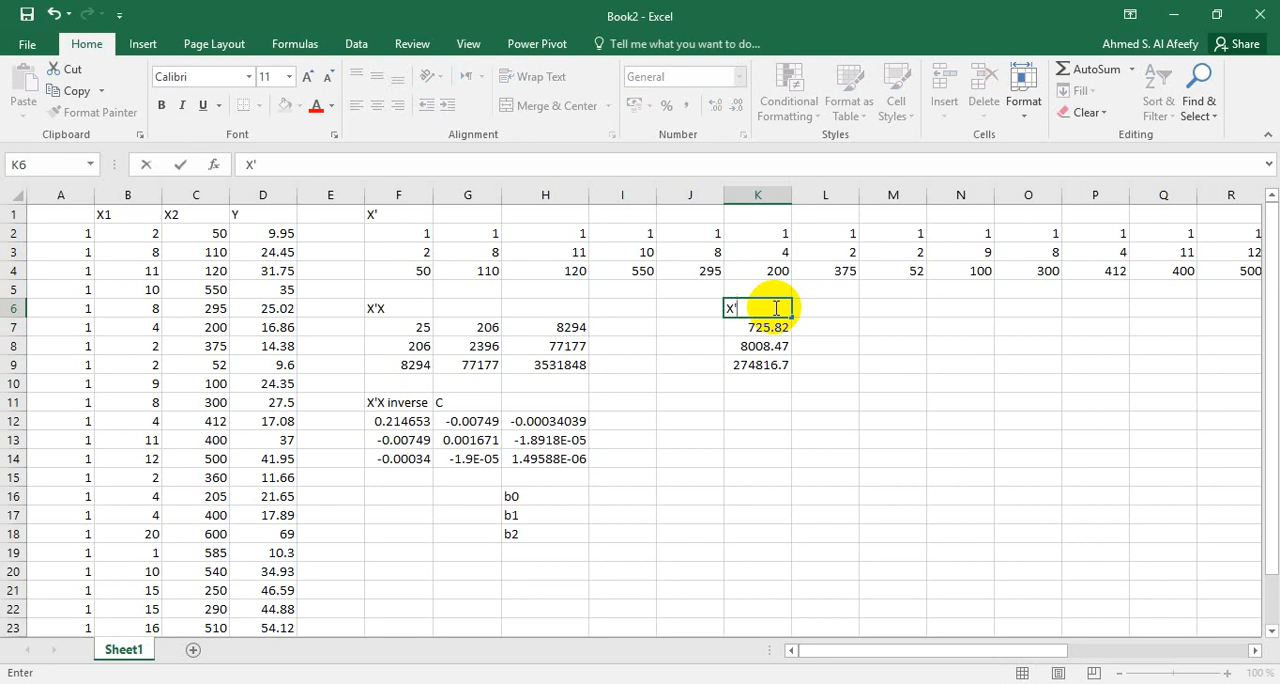 Book2 - Excel
File Home Insert Page Layout Formulas Data Review View Power Pivot Tell me what you want to do... Ahmed S. Al Afeefy Share
Paste Cut Copy Format Painter Clipboard
Calibri 11 B I U A Font
Wrap Text Merge & Center Alignment
General % , Number
Conditional Formatting Format as Table Cell Styles Styles
Insert Delete Format Cells
AutoSum Fill Clear Sort & Filter Find & Select Editing
K6 fx X'
A B C D E F G H I J K L M N O P Q R
1 X1 X2 Y X'
2 1 2 50 9.95 1 1 1 1 1 1 1 1 1 1 1 1 1
3 1 8 110 24.45 2 8 11 10 8 4 2 2 9 8 4 11 12
4 1 11 120 31.75 50 110 120 550 295 200 375 52 100 300 412 400 500
5 1 10 550 35
6 1 8 295 25.02 X'X X'
7 1 4 200 16.86 25 206 8294 725.82
8 1 2 375 14.38 206 2396 77177 8008.47
9 1 2 52 9.6 8294 77177 3531848 274816.7
10 1 9 100 24.35
11 1 8 300 27.5 X'X inverse C
12 1 4 412 17.08 0.214653 -0.00749 -0.00034039
13 1 11 400 37 -0.00749 0.001671 -1.8918E-05
14 1 12 500 41.95 -0.00034 -1.9E-05 1.49588E-06
15 1 2 360 11.66
16 1 4 205 21.65 b0
17 1 4 400 17.89 b1
18 1 20 600 69 b2
19 1 1 585 10.3
20 1 10 540 34.93
21 1 15 250 46.59
22 1 15 290 44.88
23 1 16 510 54.12
Sheet1
Enter 100 %